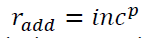 r_add = inc^p